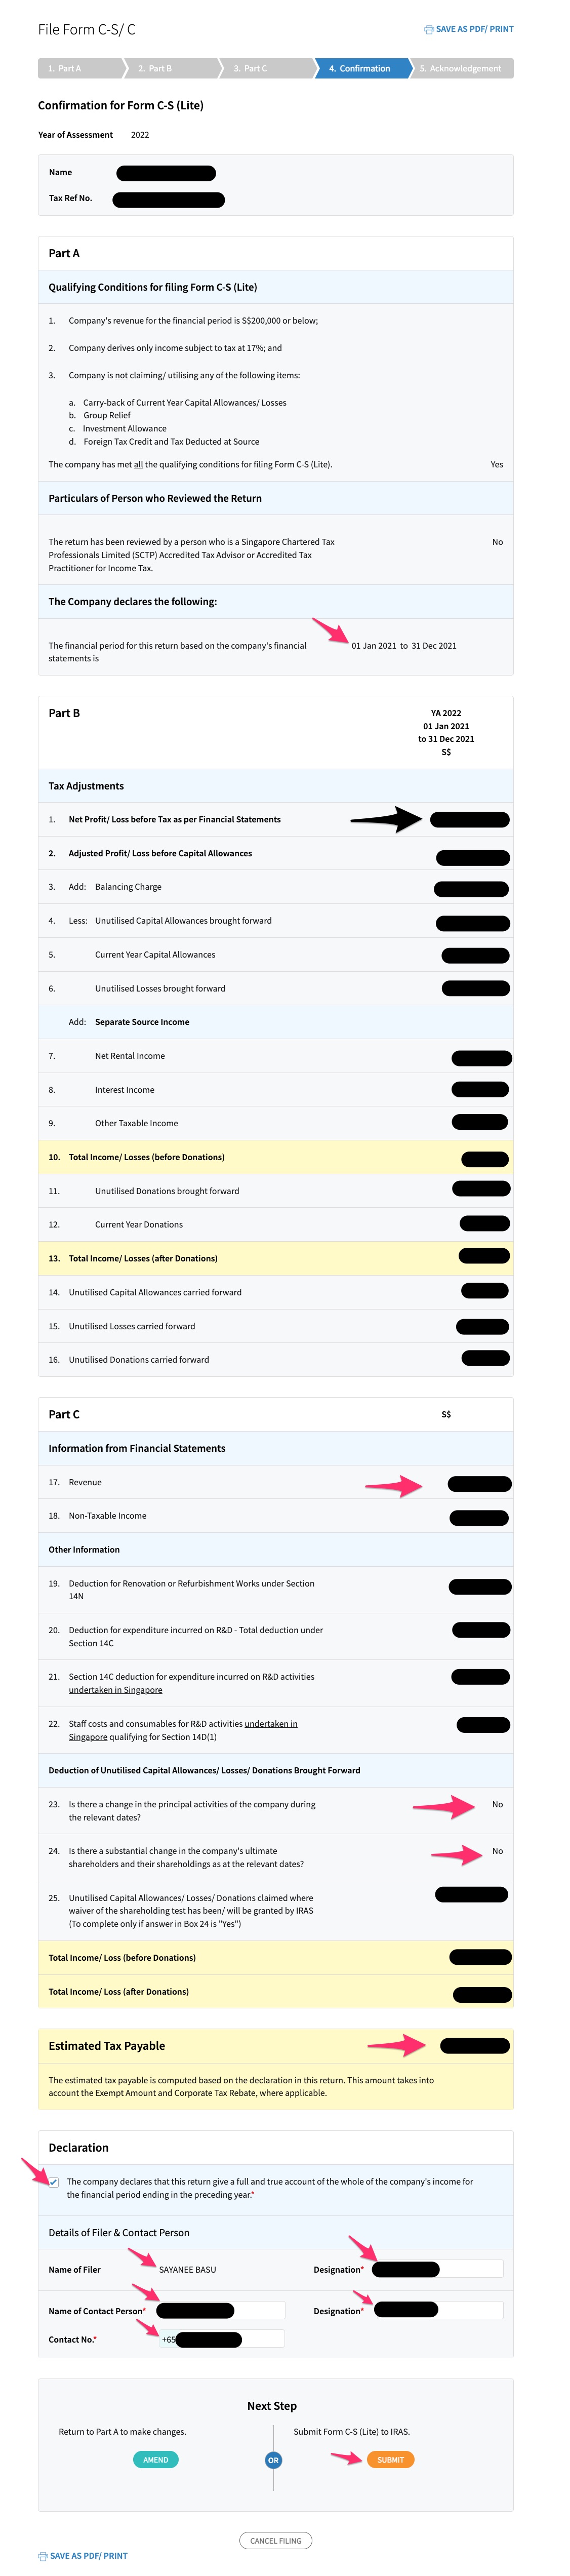 File Form C-S/ C
SAVE AS PDF/ PRINT
1. Part A
2. Part B
3. Part C
4. Confirmation
5. Acknowledgement
Confirmation for Form C-S (Lite)
Year of Assessment 2022
Name
Tax Ref No.
Part A
Qualifying Conditions for filing Form C-S (Lite)
1. Company's revenue for the financial period is S$200,000 or below;
2. Company derives only income subject to tax at 17%; and
3. Company is not claiming/ utilising any of the following items:
a. Carry-back of Current Year Capital Allowances/ Losses
b. Group Relief
c. Investment Allowance
d. Foreign Tax Credit and Tax Deducted at Source
The company has met all the qualifying conditions for filing Form C-S (Lite). Yes
Particulars of Person who Reviewed the Return
The return has been reviewed by a person who is a Singapore Chartered Tax No
Professionals Limited (SCTP) Accredited Tax Advisor or Accredited Tax
Practitioner for Income Tax.
The Company declares the following:
The financial period for this return based on the company's financial 01 Jan 2021 to 31 Dec 2021
statements is
Part B
YA 2022
01 Jan 2021
to 31 Dec 2021
S$
Tax Adjustments
1. Net Profit/ Loss before Tax as per Financial Statements
2. Adjusted Profit/ Loss before Capital Allowances
3. Add: Balancing Charge
4. Less: Unutilised Capital Allowances brought forward
5. Current Year Capital Allowances
6. Unutilised Losses brought forward
Add: Separate Source Income
7. Net Rental Income
8. Interest Income
9. Other Taxable Income
10. Total Income/ Losses (before Donations)
11. Unutilised Donations brought forward
12. Current Year Donations
13. Total Income/ Losses (after Donations)
14. Unutilised Capital Allowances carried forward
15. Unutilised Losses carried forward
16. Unutilised Donations carried forward
Part C S$
Information from Financial Statements
17. Revenue
18. Non-Taxable Income
Other Information
19. Deduction for Renovation or Refurbishment Works under Section
14N
20. Deduction for expenditure incurred on R&D - Total deduction under
Section 14C
21. Section 14C deduction for expenditure incurred on R&D activities
undertaken in Singapore
22. Staff costs and consumables for R&D activities undertaken in
Singapore qualifying for Section 14D(1)
Deduction of Unutilised Capital Allowances/ Losses/ Donations Brought Forward
23. Is there a change in the principal activities of the company during No
the relevant dates?
24. Is there a substantial change in the company's ultimate No
shareholders and their shareholdings as at the relevant dates?
25. Unutilised Capital Allowances/ Losses/ Donations claimed where
waiver of the shareholding test has been/ will be granted by IRAS
(To complete only if answer in Box 24 is "Yes")
Total Income/ Loss (before Donations)
Total Income/ Loss (after Donations)
Estimated Tax Payable
The estimated tax payable is computed based on the declaration in this return. This amount takes into
account the Exempt Amount and Corporate Tax Rebate, where applicable.
Declaration
The company declares that this return give a full and true account of the whole of the company's income for
the financial period ending in the preceding year.*
Details of Filer & Contact Person
Name of Filer SAYANEE BASU Designation*
Name of Contact Person* Designation*
Contact No.* +65
Next Step
Return to Part A to make changes.
AMEND
OR
Submit Form C-S (Lite) to IRAS.
SUBMIT
CANCEL FILING
SAVE AS PDF/ PRINT